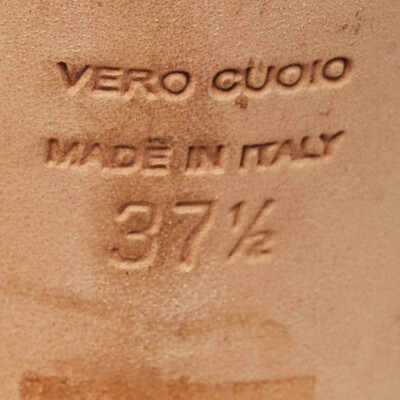 VERO CUOIO
MADE IN ITALY
37½